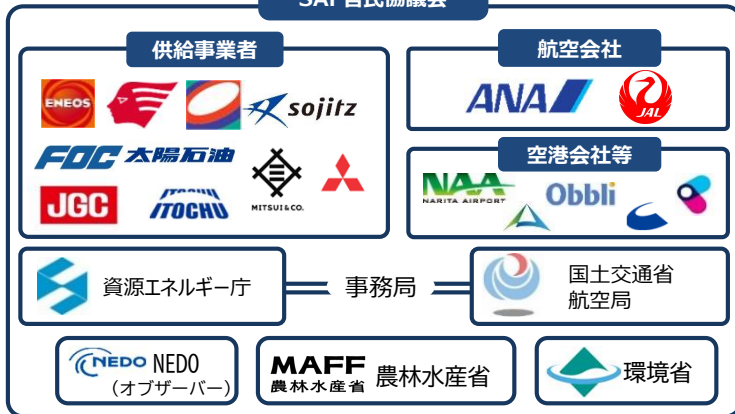 SAF官民協議会
供給事業者
航空会社
ENEOS
sojitz
ANA
JAL
FOC 太陽石油
MITSUI&CO.
空港会社等
NAA
NARITA AIRPORT
Obbli
JGC
ITOCHU
資源エネルギー庁
事務局
国土交通省
航空局
NEDO NEDO
(オブザーバー)
MAFF
農林水産省 農林水産省
環境省